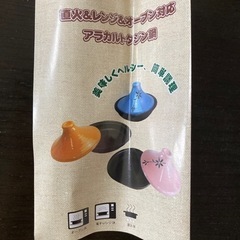 直火&レンジ&オーブン対応
アラカルトタジン鍋
美味しくヘルシー、簡単調理